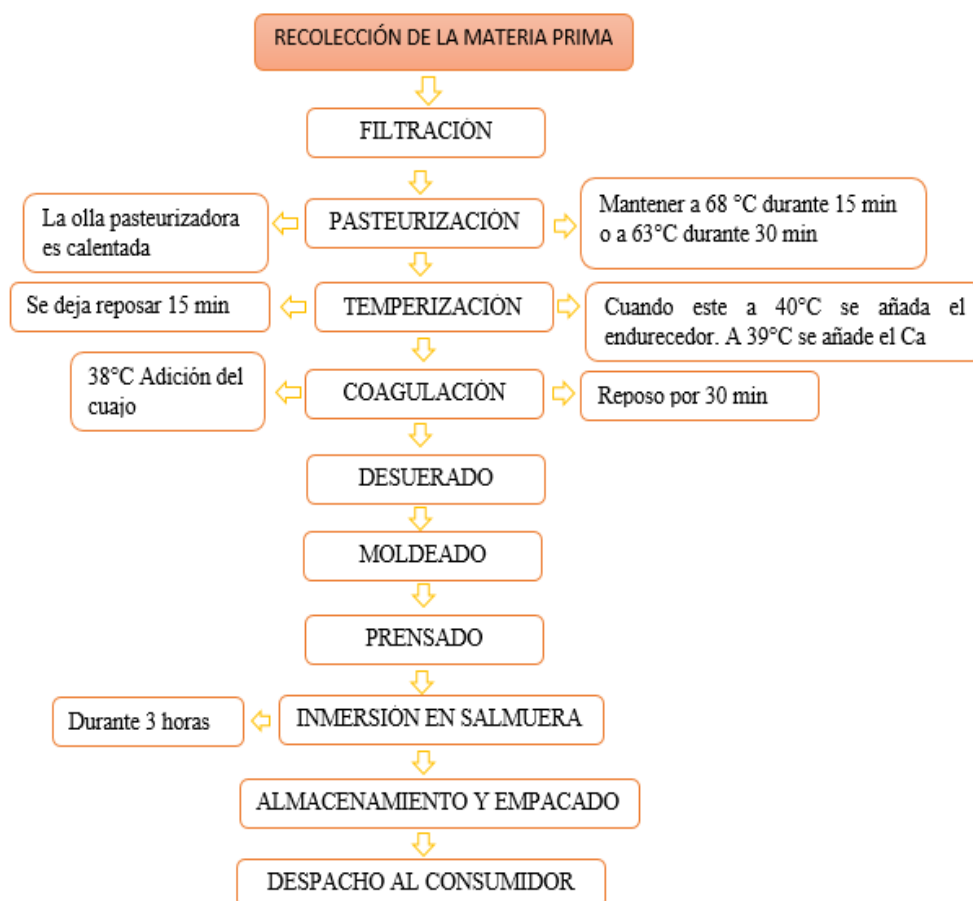 RECOLECCIÓN DE LA MATERIA PRIMA
FILTRACIÓN
La olla pasteurizadora
es calentada
PASTEURIZACIÓN
Mantener a 68 °C durante 15 min
o a 63°C durante 30 min
Se deja reposar 15 min
TEMPERIZACIÓN
Cuando este a 40°C se añada el
endurecedor. A 39°C se añade el Ca
38°C Adición del
cuajo
COAGULACIÓN
Reposo por 30 min
DESUERADO
MOLDEADO
PRENSADO
Durante 3 horas
INMERSIÓN EN SALMUERA
ALMACENAMIENTO Y EMPACADO
DESPACHO AL CONSUMIDOR